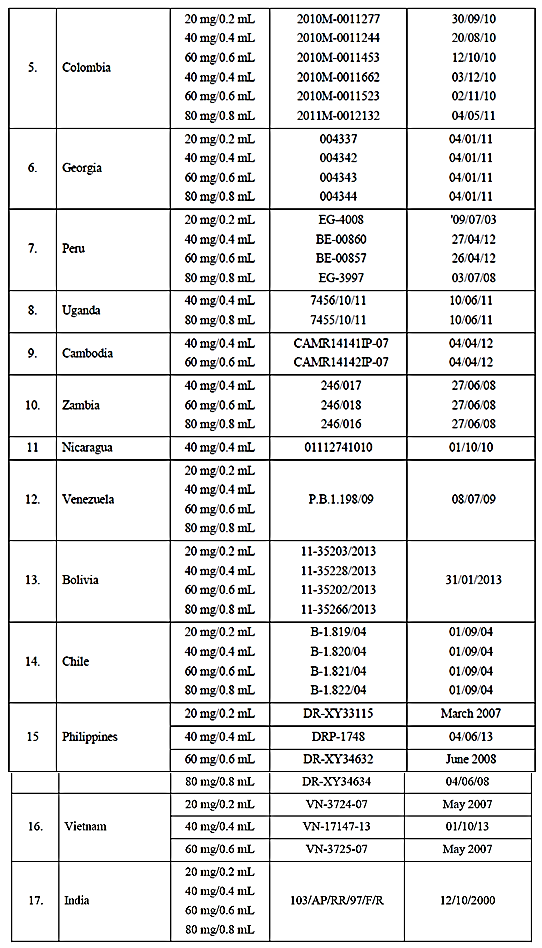 5. Colombia
20 mg/0.2 mL 2010M-0011277 30/09/10
40 mg/0.4 mL 2010M-0011244 20/08/10
60 mg/0.6 mL 2010M-0011453 12/10/10
40 mg/0.4 mL 2010M-0011662 03/12/10
60 mg/0.6 mL 2010M-0011523 02/11/10
80 mg/0.8 mL 2011M-0012132 04/05/11
6. Georgia
20 mg/0.2 mL 004337 04/01/11
40 mg/0.4 mL 004342 04/01/11
60 mg/0.6 mL 004343 04/01/11
80 mg/0.8 mL 004344 04/01/11
7. Peru
20 mg/0.2 mL EG-4008 '09/07/03
40 mg/0.4 mL BE-00860 27/04/12
60 mg/0.6 mL BE-00857 26/04/12
80 mg/0.8 mL EG-3997 03/07/08
8. Uganda
40 mg/0.4 mL 7456/10/11 10/06/11
80 mg/0.8 mL 7455/10/11 10/06/11
9. Cambodia
40 mg/0.4 mL CAMR14141IP-07 04/04/12
60 mg/0.6 mL CAMR14142IP-07 04/04/12
10. Zambia
40 mg/0.4 mL 246/017 27/06/08
60 mg/0.6 mL 246/018 27/06/08
80 mg/0.8 mL 246/016 27/06/08
11 Nicaragua 40 mg/0.4 mL 01112741010 01/10/10
12. Venezuela
20 mg/0.2 mL
40 mg/0.4 mL
60 mg/0.6 mL
80 mg/0.8 mL
P.B.1.198/09 08/07/09
13. Bolivia
20 mg/0.2 mL 11-35203/2013
40 mg/0.4 mL 11-35228/2013
60 mg/0.6 mL 11-35202/2013
80 mg/0.8 mL 11-35266/2013
31/01/2013
14. Chile
20 mg/0.2 mL B-1.819/04 01/09/04
40 mg/0.4 mL B-1.820/04 01/09/04
60 mg/0.6 mL B-1.821/04 01/09/04
80 mg/0.8 mL B-1.822/04 01/09/04
15 Philippines
20 mg/0.2 mL DR-XY33115 March 2007
40 mg/0.4 mL DRP-1748 04/06/13
60 mg/0.6 mL DR-XY34632 June 2008
80 mg/0.8 mL DR-XY34634 04/06/08
16. Vietnam
20 mg/0.2 mL VN-3724-07 May 2007
40 mg/0.4 mL VN-17147-13 01/10/13
60 mg/0.6 mL VN-3725-07 May 2007
17. India
20 mg/0.2 mL
40 mg/0.4 mL
60 mg/0.6 mL
80 mg/0.8 mL
103/AP/RR/97/F/R 12/10/2000